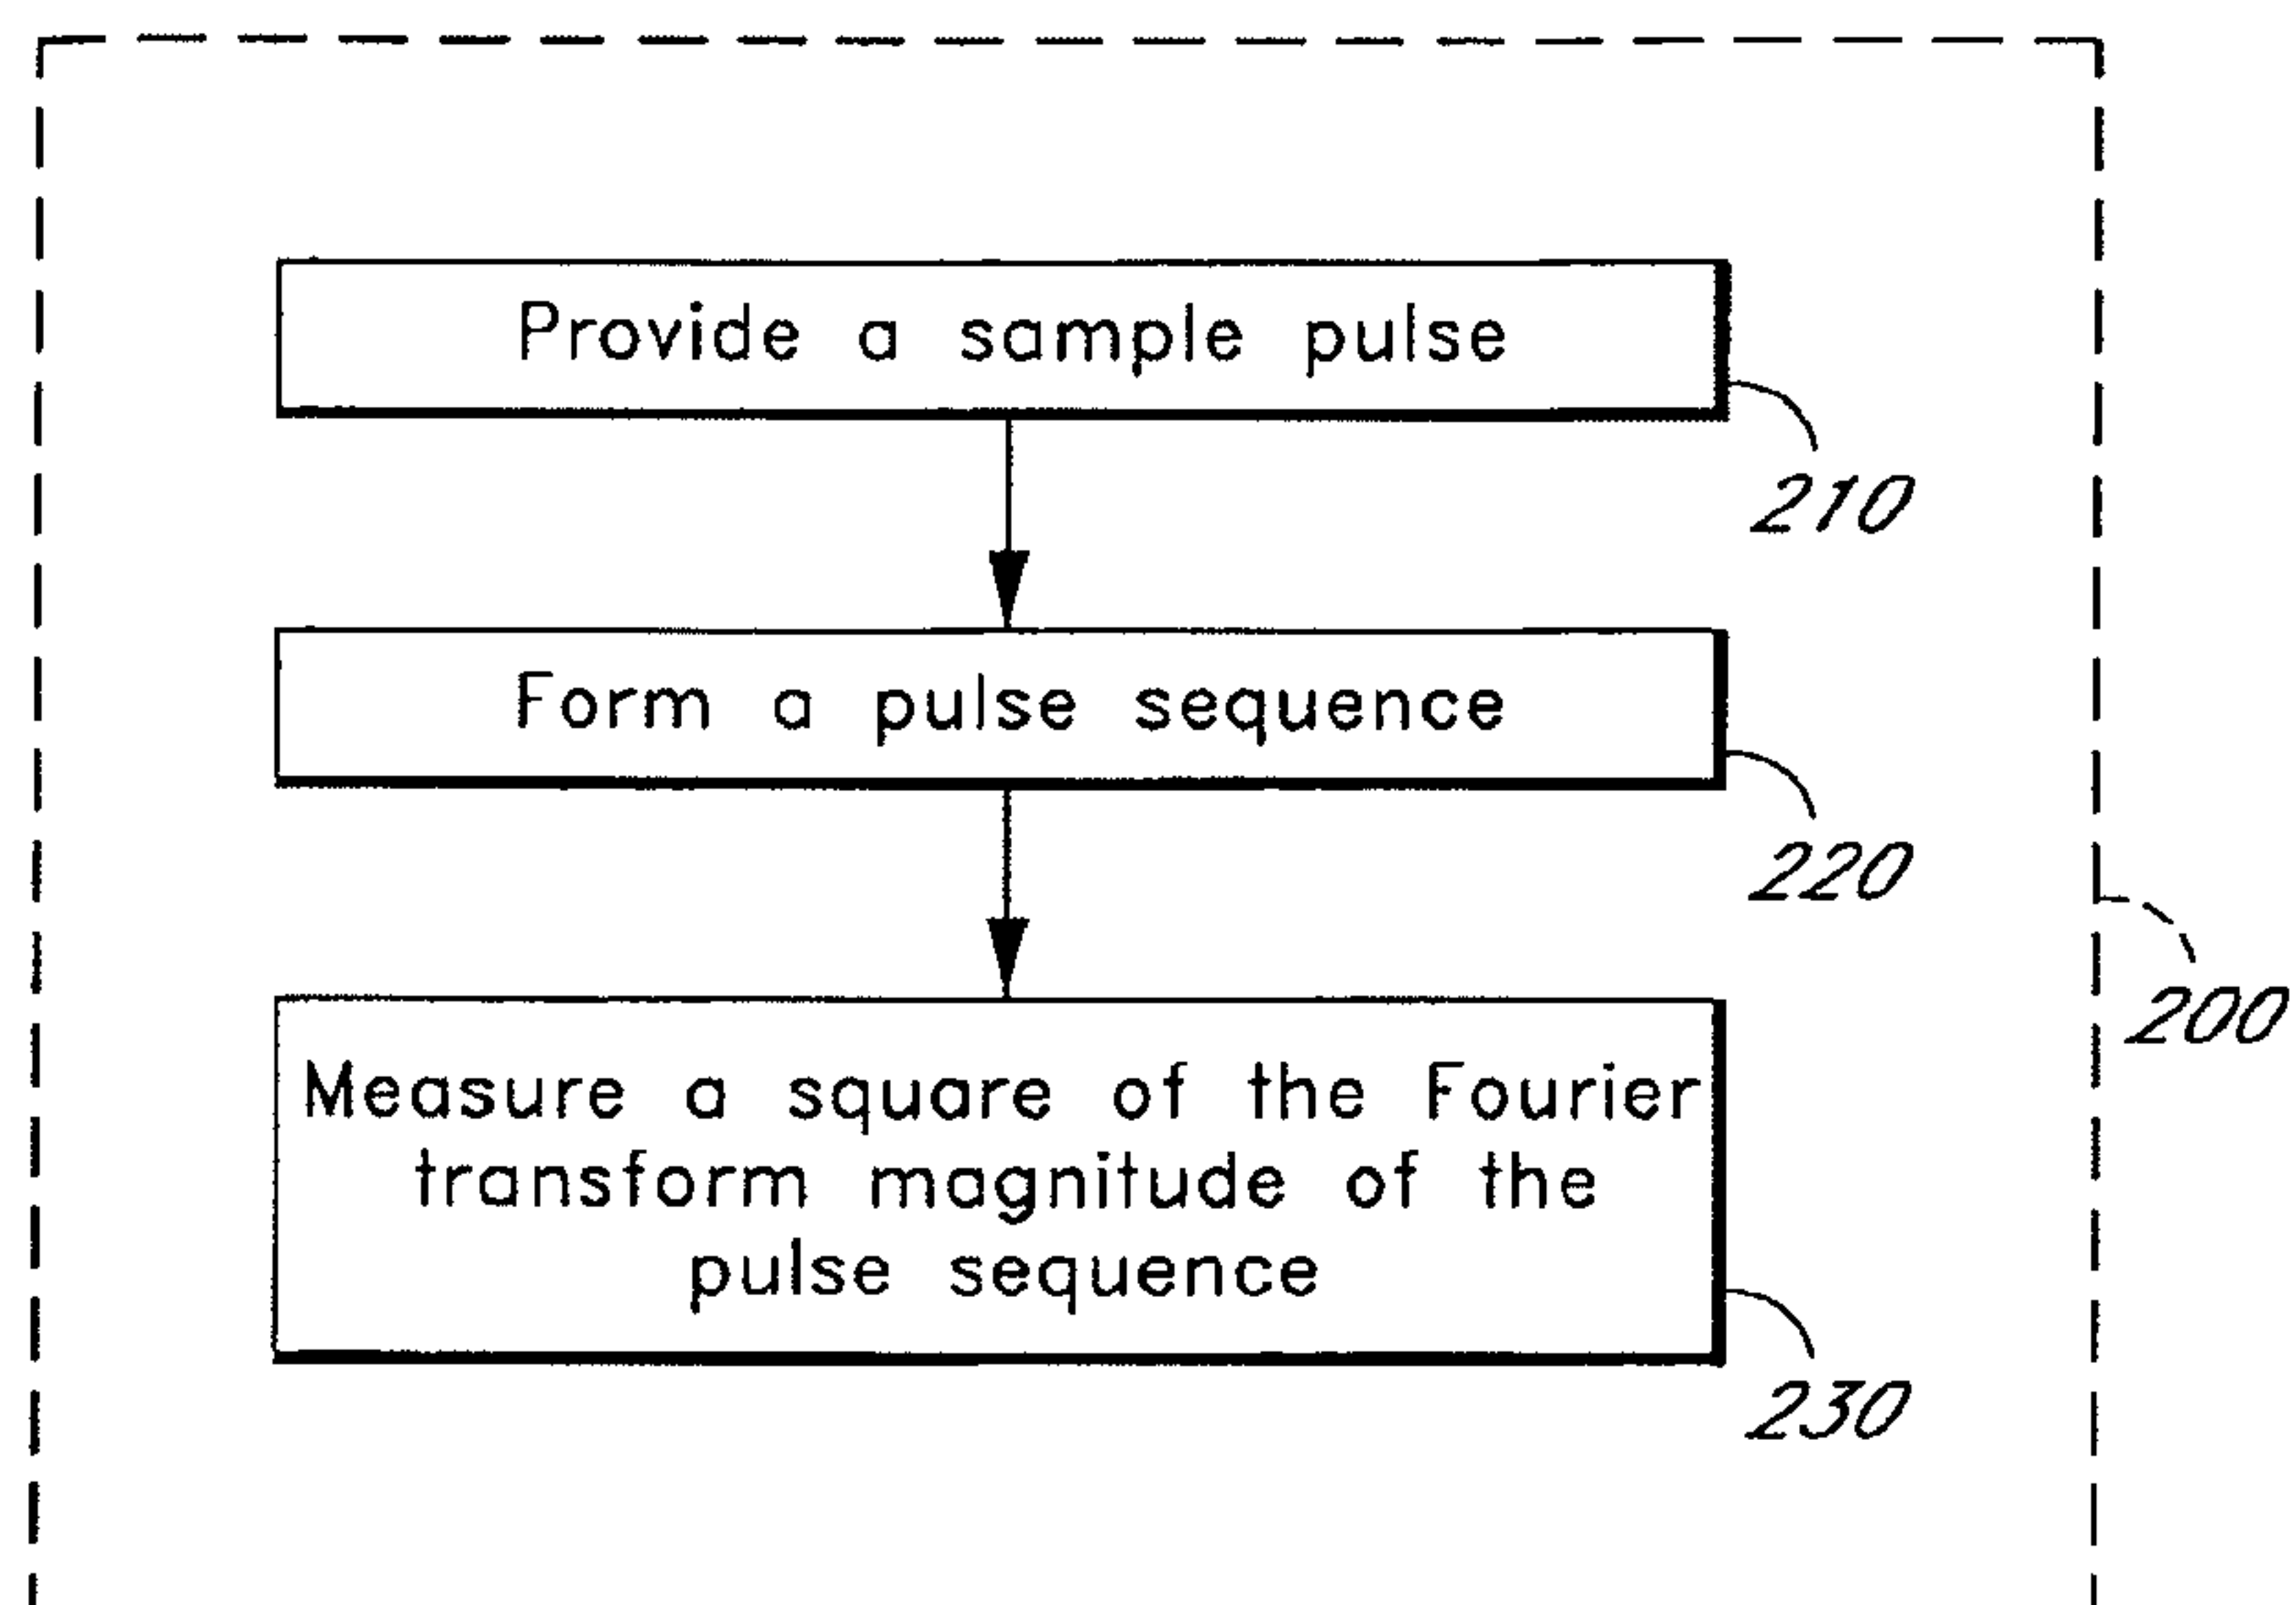 Provide a sample pulse
210
Form a pulse sequence
220
200
Measure a square of the Fourier
transform magnitude of the
pulse sequence
230